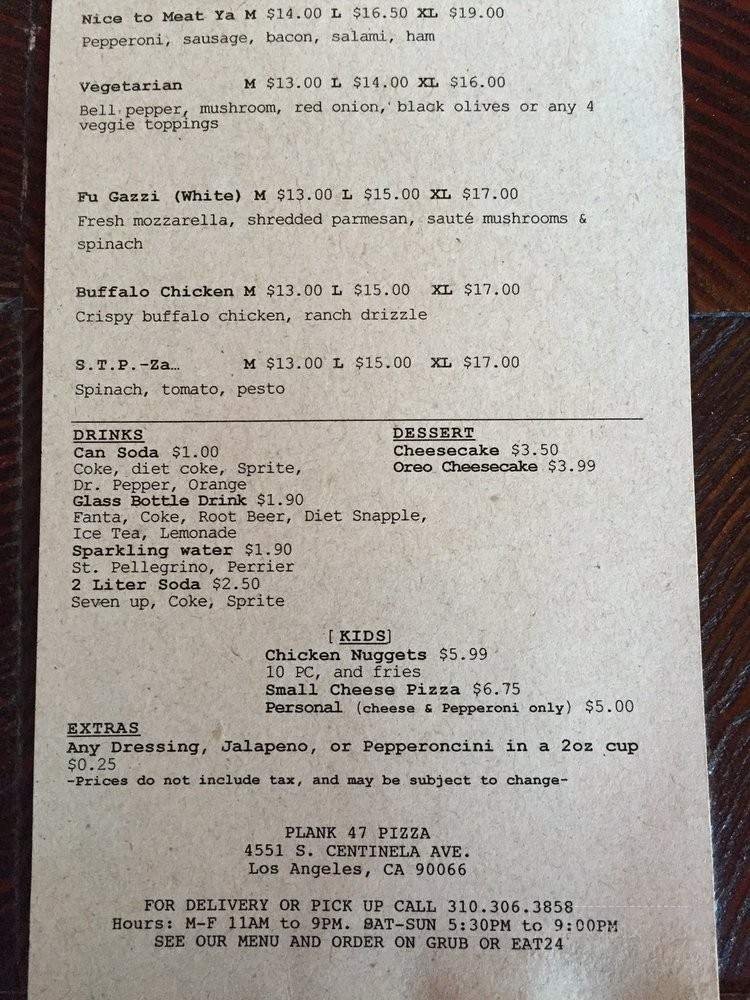 Nice to Meat Ya M $14.00 L $16.50 XL $19.00
Pepperoni, sausage, bacon, salami, ham
Vegetarian M $13.00 L $14.00 XL $16.00
Bell pepper, mushroom, red onion, black olives or any 4
veggie toppings
Fu Gazzi (White) M $13.00 L $15.00 XL $17.00
Fresh mozzarella, shredded parmesan, sauté mushrooms &
spinach
Buffalo Chicken M $13.00 L $15.00 XL $17.00
Crispy buffalo chicken, ranch drizzle
S.T.P.-Za… M $13.00 L $15.00 XL $17.00
Spinach, tomato, pesto
DRINKS
Can Soda $1.00
Coke, diet coke, Sprite,
Dr. Pepper, Orange
Glass Bottle Drink $1.90
Fanta, Coke, Root Beer, Diet Snapple,
Ice Tea, Lemonade
Sparkling water $1.90
St. Pellegrino, Perrier
2 Liter Soda $2.50
Seven up, Coke, Sprite
DESSERT
Cheesecake $3.50
Oreo Cheesecake $3.99
[KIDS]
Chicken Nuggets $5.99
10 PC, and fries
Small Cheese Pizza $6.75
Personal (cheese & Pepperoni only) $5.00
EXTRAS
Any Dressing, Jalapeno, or Pepperoncini in a 2oz cup
$0.25
-Prices do not include tax, and may be subject to change-
PLANK 47 PIZZA
4551 S. CENTINELA AVE.
Los Angeles, CA 90066
FOR DELIVERY OR PICK UP CALL 310.306.3858
Hours: M-F 11AM to 9PM. SAT-SUN 5:30PM to 9:00PM
SEE OUR MENU AND ORDER ON GRUB OR EAT24